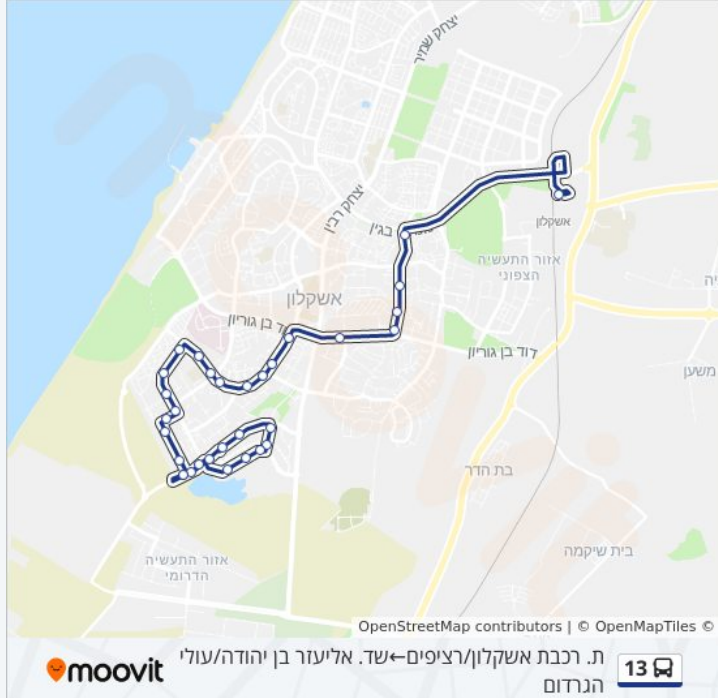 יצחק שמיר
יצחק רבין
בגין
אשקלון
אזור התעשיה
הצפוני
אשקלון
דוד בן גוריון
דוד בן גוריון
משען
בת הדר
בית שיקמה
אזור התעשיה
הדרומי
OpenStreetMap contributors | © OpenMapTiles ©
13
ת. רכבת אשקלון/רציפים←שד. אליעזר בן יהודה/עולי
הגרדום
moovit